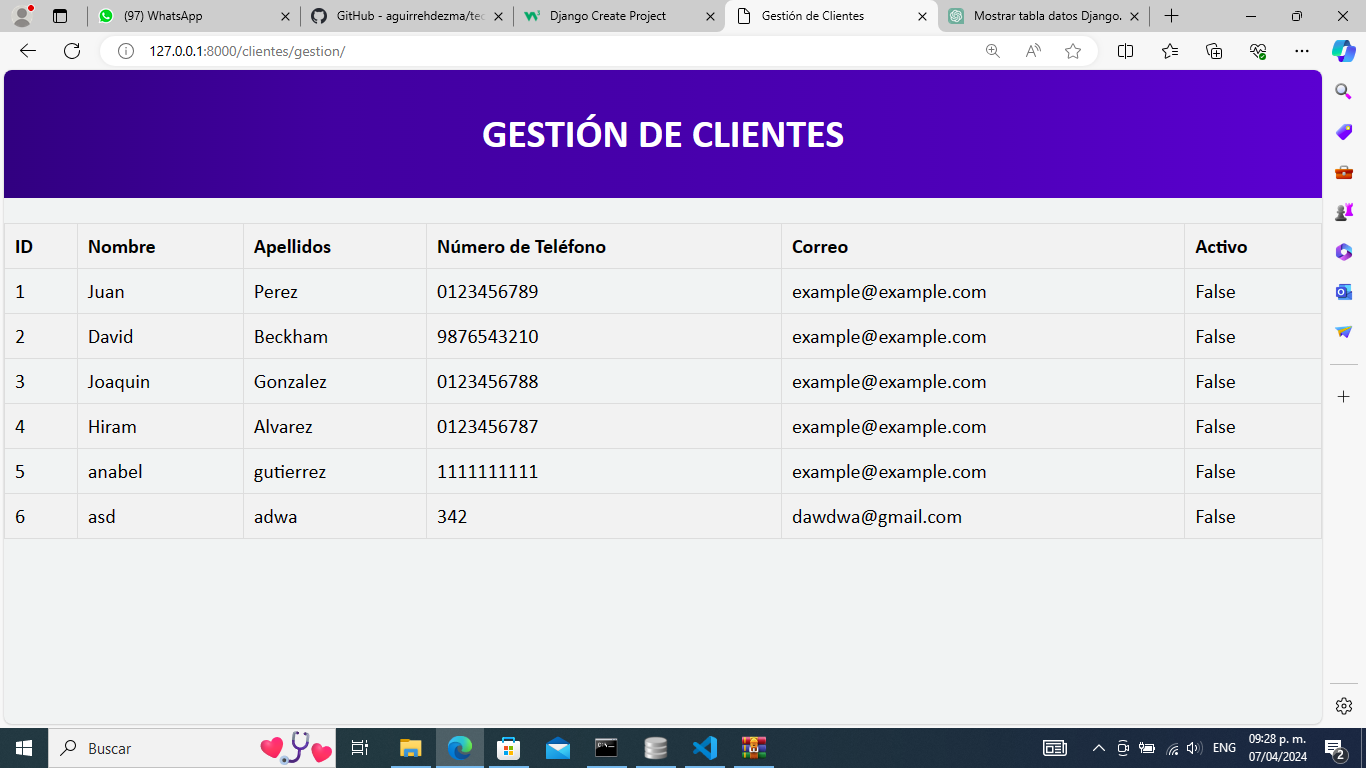 (97) WhatsApp
GitHub - aguirrehdezma/tec
Django Create Project
Gestión de Clientes
Mostrar tabla datos Django.
127.0.0.1:8000/clientes/gestion/
GESTIÓN DE CLIENTES
ID Nombre Apellidos Número de Teléfono Correo Activo
1 Juan Perez 0123456789 example@example.com False
2 David Beckham 9876543210 example@example.com False
3 Joaquin Gonzalez 0123456788 example@example.com False
4 Hiram Alvarez 0123456787 example@example.com False
5 anabel gutierrez 1111111111 example@example.com False
6 asd adwa 342 dawdwa@gmail.com False
Buscar
ENG
09:28 p. m.
07/04/2024
2